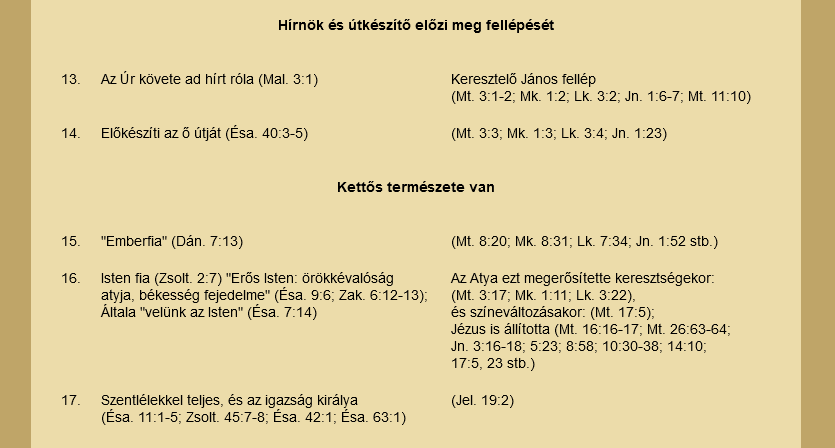 Hírnök és útkészítő előzi meg fellépését
13. Az Úr követe ad hírt róla (Mal. 3:1) Keresztelő János fellép
(Mt. 3:1-2; Mk. 1:2; Lk. 3:2; Jn. 1:6-7; Mt. 11:10)
14. Előkészíti az ő útját (Ésa. 40:3-5) (Mt. 3:3; Mk. 1:3; Lk. 3:4; Jn. 1:23)
Kettős természete van
15. "Emberfia" (Dán. 7:13) (Mt. 8:20; Mk. 8:31; Lk. 7:34; Jn. 1:52 stb.)
16. Isten fia (Zsolt. 2:7) "Erős Isten: örökkévalóság
atyja, békesség fejedelme" (Ésa. 9:6; Zak. 6:12-13);
Általa "velünk az Isten" (Ésa. 7:14)
Az Atya ezt megerősítette keresztségekor:
(Mt. 3:17; Mk. 1:11; Lk. 3:22),
és színeváltozásakor: (Mt. 17:5);
Jézus is állította (Mt. 16:16-17; Mt. 26:63-64;
Jn. 3:16-18; 5:23; 8:58; 10:30-38; 14:10;
17:5, 23 stb.)
17. Szentlélekkel teljes, és az igazság királya
(Ésa. 11:1-5; Zsolt. 45:7-8; Ésa. 42:1; Ésa. 63:1)
(Jel. 19:2)